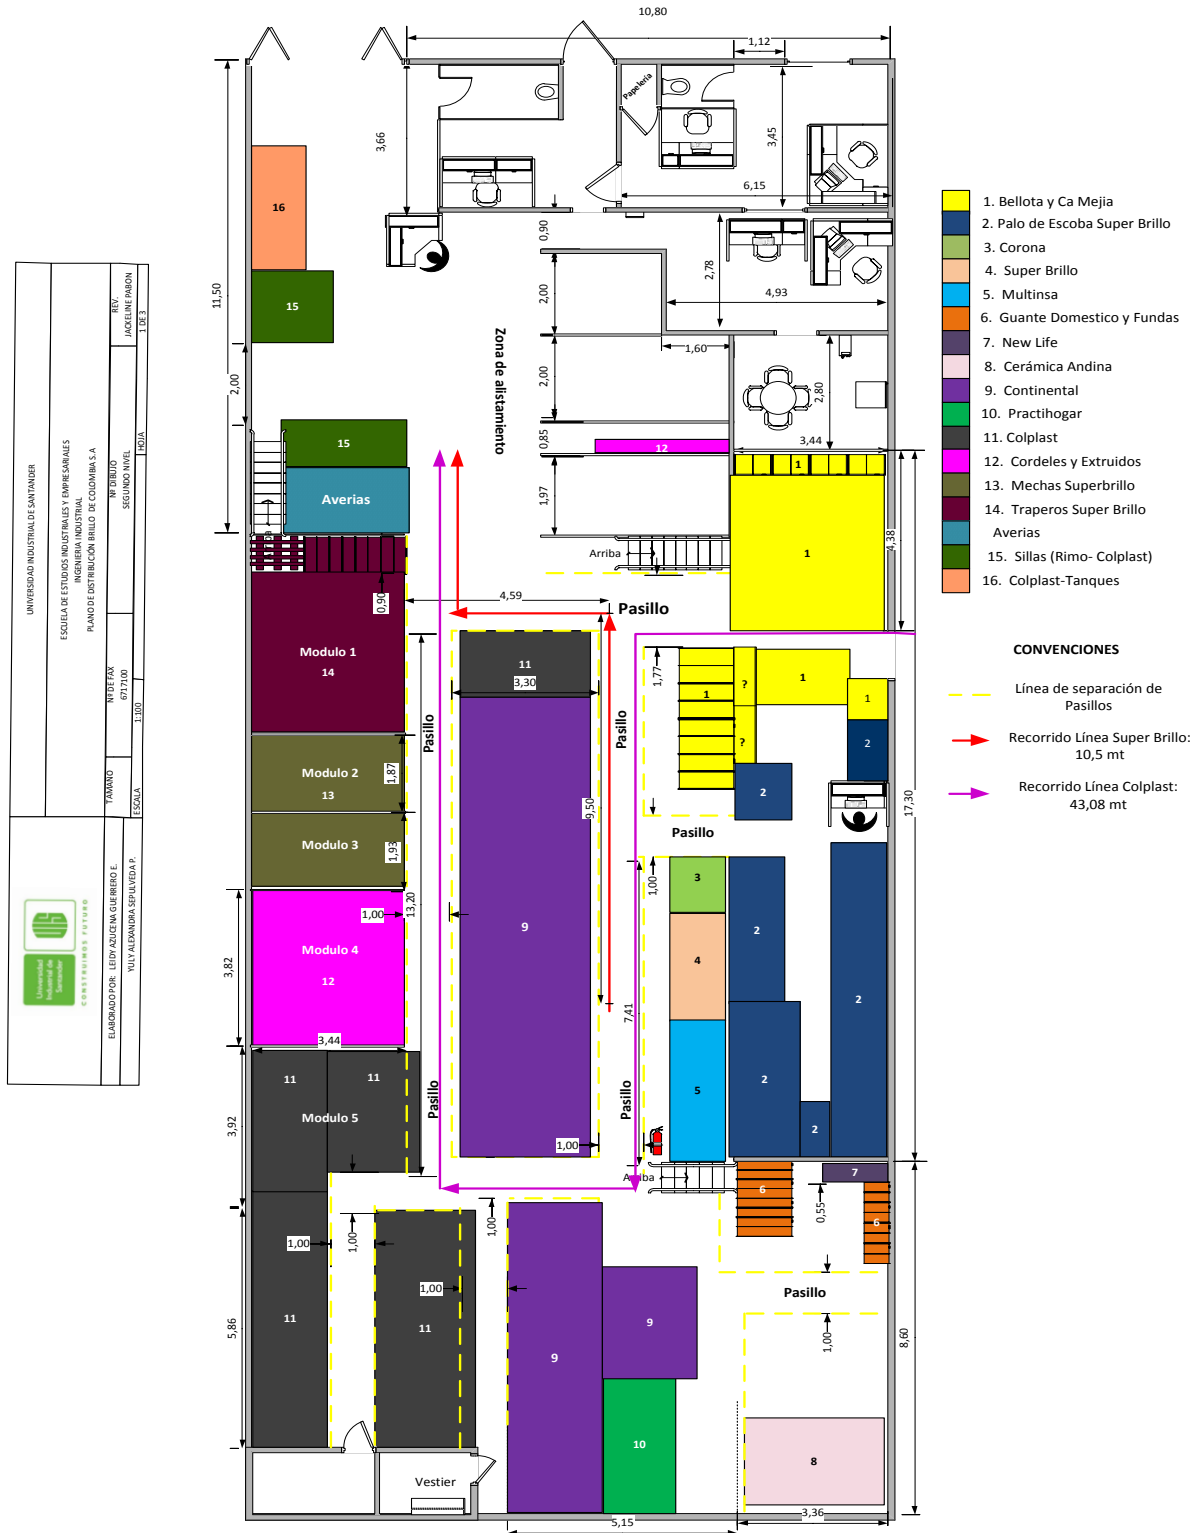 10,80
1,12
3,66
Papelería
3,45
6,15
16
0,90
2,78
4,93
11,50
15
2,00
Zona de alistamiento
1,60
2,00
2,00
2,80
0,85
3,44
15
12
1
Averias
1,97
4,38
Arriba
1
0,90
4,59
Pasillo
Modulo 1
14
11
3,30
1,77
1
?
1
1
Pasillo
Pasillo
?
2
Modulo 2
13
1,87
2
9,50
17,30
Pasillo
Modulo 3
1,93
1,00
3
13,20
1,00
Modulo 4
12
9
4
2
2
3,82
7,41
3,44
11
11
Modulo 5
Pasillo
Pasillo
5
2
2
3,92
1,00
Arriba
6
7
0,55
6
1,00
1,00
1,00
1,00
Pasillo
11
11
9
9
1,00
5,86
8,60
10
8
Vestier
5,15
3,36
1. Bellota y Ca Mejia
2. Palo de Escoba Super Brillo
3. Corona
4. Super Brillo
5. Multinsa
6. Guante Domestico y Fundas
7. New Life
8. Cerámica Andina
9. Continental
10. Practihogar
11. Colplast
12. Cordeles y Extruidos
13. Mechas Superbrillo
14. Traperos Super Brillo
Averias
15. Sillas (Rimo- Colplast)
16. Colplast-Tanques
CONVENCIONES
Línea de separación de
Pasillos
Recorrido Línea Super Brillo:
10,5 mt
Recorrido Línea Colplast:
43,08 mt
UNIVERSIDAD INDUSTRIAL DE SANTANDER
ESCUELA DE ESTUDIOS INDUSTRIALES Y EMPRESARIALES
INGENIERIA INDUSTRIAL
PLANO DE DISTRIBUCIÓN BRILLO DE COLOMBIA S. A
TAMAÑO
Nº DE FAX
6717100
Nº DIBUJO
SEGUNDO NIVEL
REV.
JACKELINE PABON
ESCALA
1:100
HOJA
1 DE 3
ELABORADO POR: LEIDY AZUCENA GUERRERO E.
YULY ALEXANDRA SEPULVEDA P.
Universidad
Industrial de
Santander
CONSTRUIMOS FUTURO